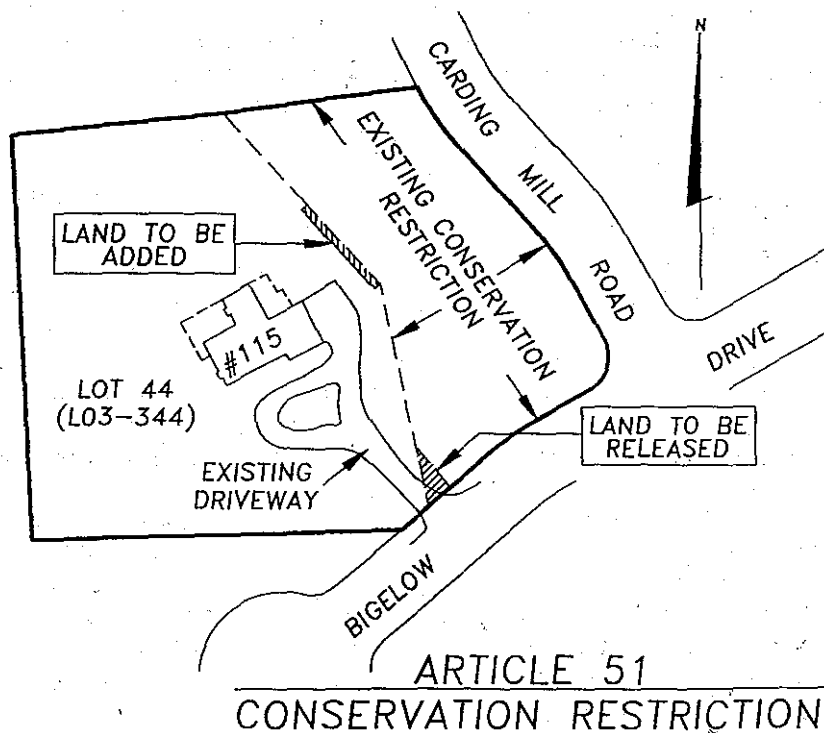 N
CARDING
MILL
ROAD
EXISTING CONSERVATION
RESTRICTION
LAND TO BE
ADDED
#115
DRIVE
LOT 44
(L03-344)
LAND TO BE
RELEASED
EXISTING
DRIVEWAY
BIGELOW
ARTICLE 51
CONSERVATION RESTRICTION